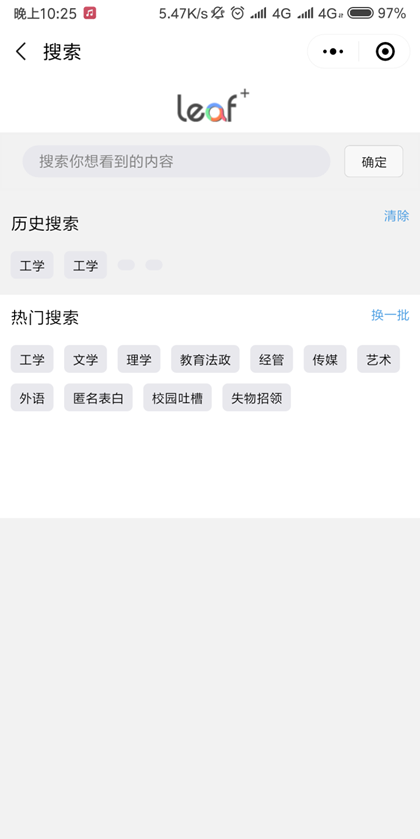 晚上10:25 5.47K/s 4G 4G 97%
搜索
leaf+
搜索你想看到的内容 确定
历史搜索 清除
工学 工学
热门搜索 换一批
工学 文学 理学 教育法政 经管 传媒 艺术
外语 匿名表白 校园吐槽 失物招领